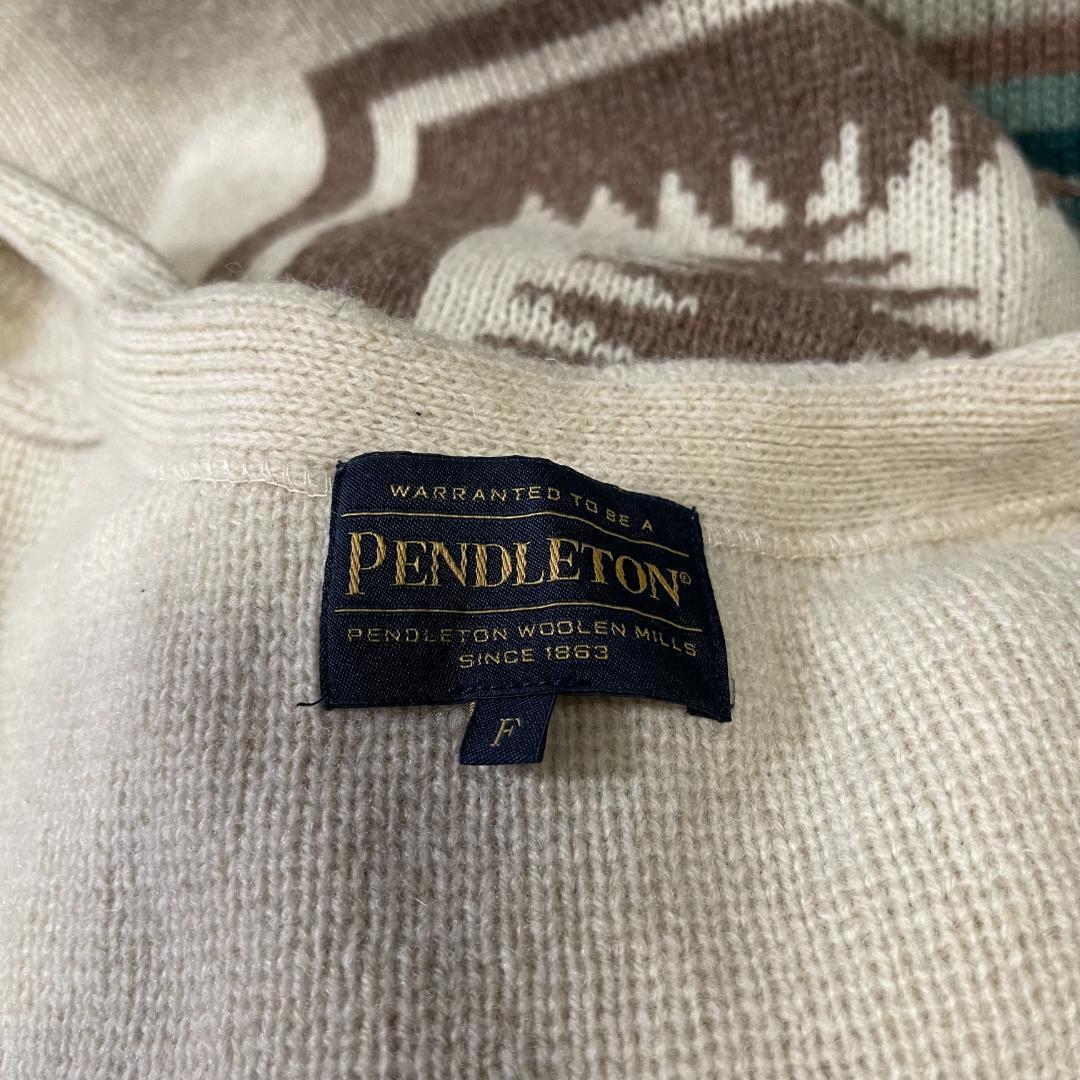 WARRANTED TO BE A
PENDLETON®
PENDLETON WOOLEN MILLS
SINCE 1863
F